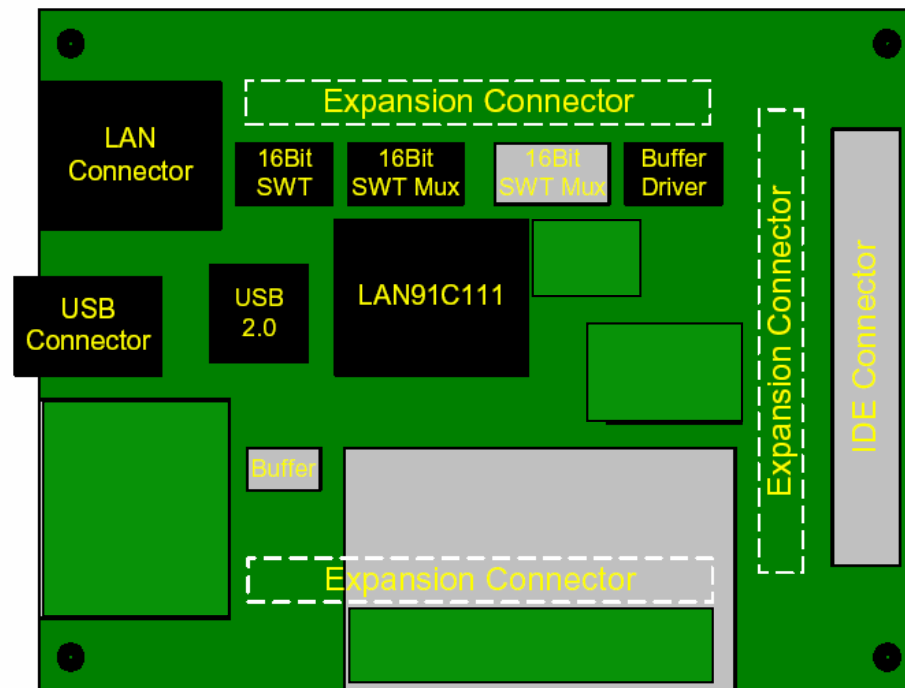 Expansion Connector
LAN
Connector
16Bit
SWT
16Bit
SWT Mux
16Bit
SWT Mux
Buffer
Driver
Expansion Connector
IDE Connector
USB
Connector
USB
2.0
LAN91C111
Buffer
Expansion Connector